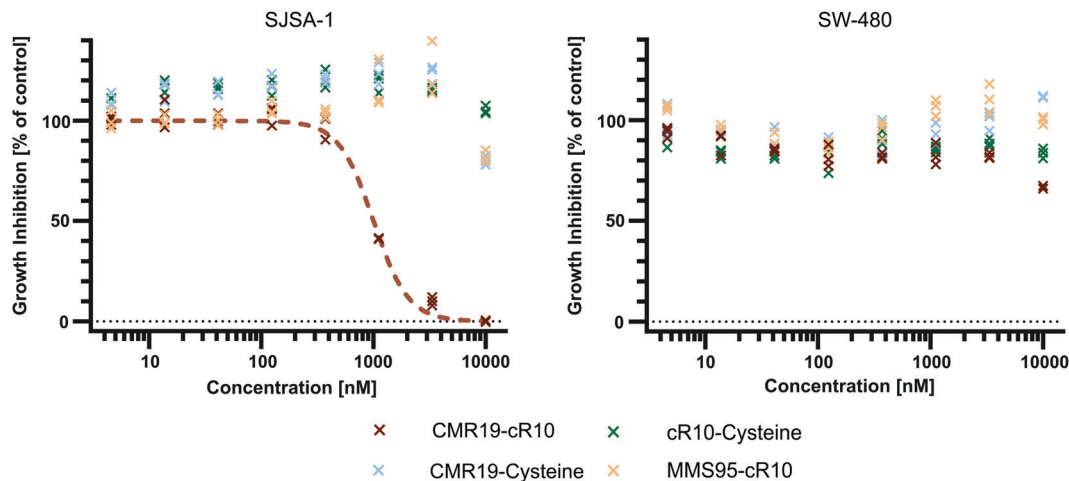 SJSA-1
SW-480
Growth Inhibition [% of control]
100
50
0
10
100
1000
10000
Concentration [nM]
Growth Inhibition [% of control]
100
50
0
10
100
1000
10000
Concentration [nM]
CMR19-cR10
cR10-Cysteine
CMR19-Cysteine
MMS95-cR10